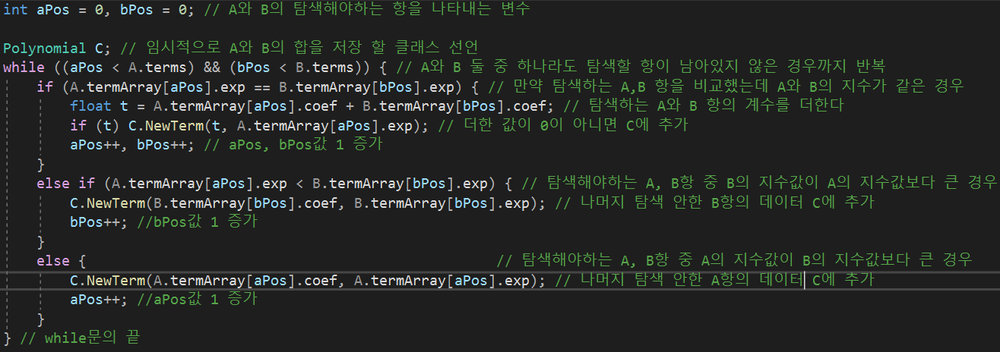 int aPos = 0, bPos = 0; // A와 B의 탐색해야하는 항을 나타내는 변수
Polynomial C; // 임시적으로 A와 B의 합을 저장 할 클래스 선언
while ((aPos < A.terms) && (bPos < B.terms)) { // A와 B 둘 중 하나라도 탐색할 항이 남아있지 않은 경우까지 반복
if (A.termArray[aPos].exp == B.termArray[bPos].exp) { // 만약 탐색하는 A,B 항을 비교했는데 A와 B의 지수가 같은 경우
float t = A.termArray[aPos].coef + B.termArray[bPos].coef; // 탐색하는 A와 B 항의 계수를 더한다
if (t) C.NewTerm(t, A.termArray[aPos].exp); // 더한 값이 0이 아니면 C에 추가
aPos++, bPos++; // aPos, bPos값 1 증가
}
else if (A.termArray[aPos].exp < B.termArray[bPos].exp) { // 탐색해야하는 A, B항 중 B의 지수값이 A의 지수값보다 큰 경우
C.NewTerm(B.termArray[bPos].coef, B.termArray[bPos].exp); // 나머지 탐색 안한 B항의 데이터 C에 추가
bPos++; //bPos값 1 증가
}
else { // 탐색해야하는 A, B항 중 A의 지수값이 B의 지수값보다 큰 경우
C.NewTerm(A.termArray[aPos].coef, A.termArray[aPos].exp); // 나머지 탐색 안한 A항의 데이터 C에 추가
aPos++; //aPos값 1 증가
}
} // while문의 끝